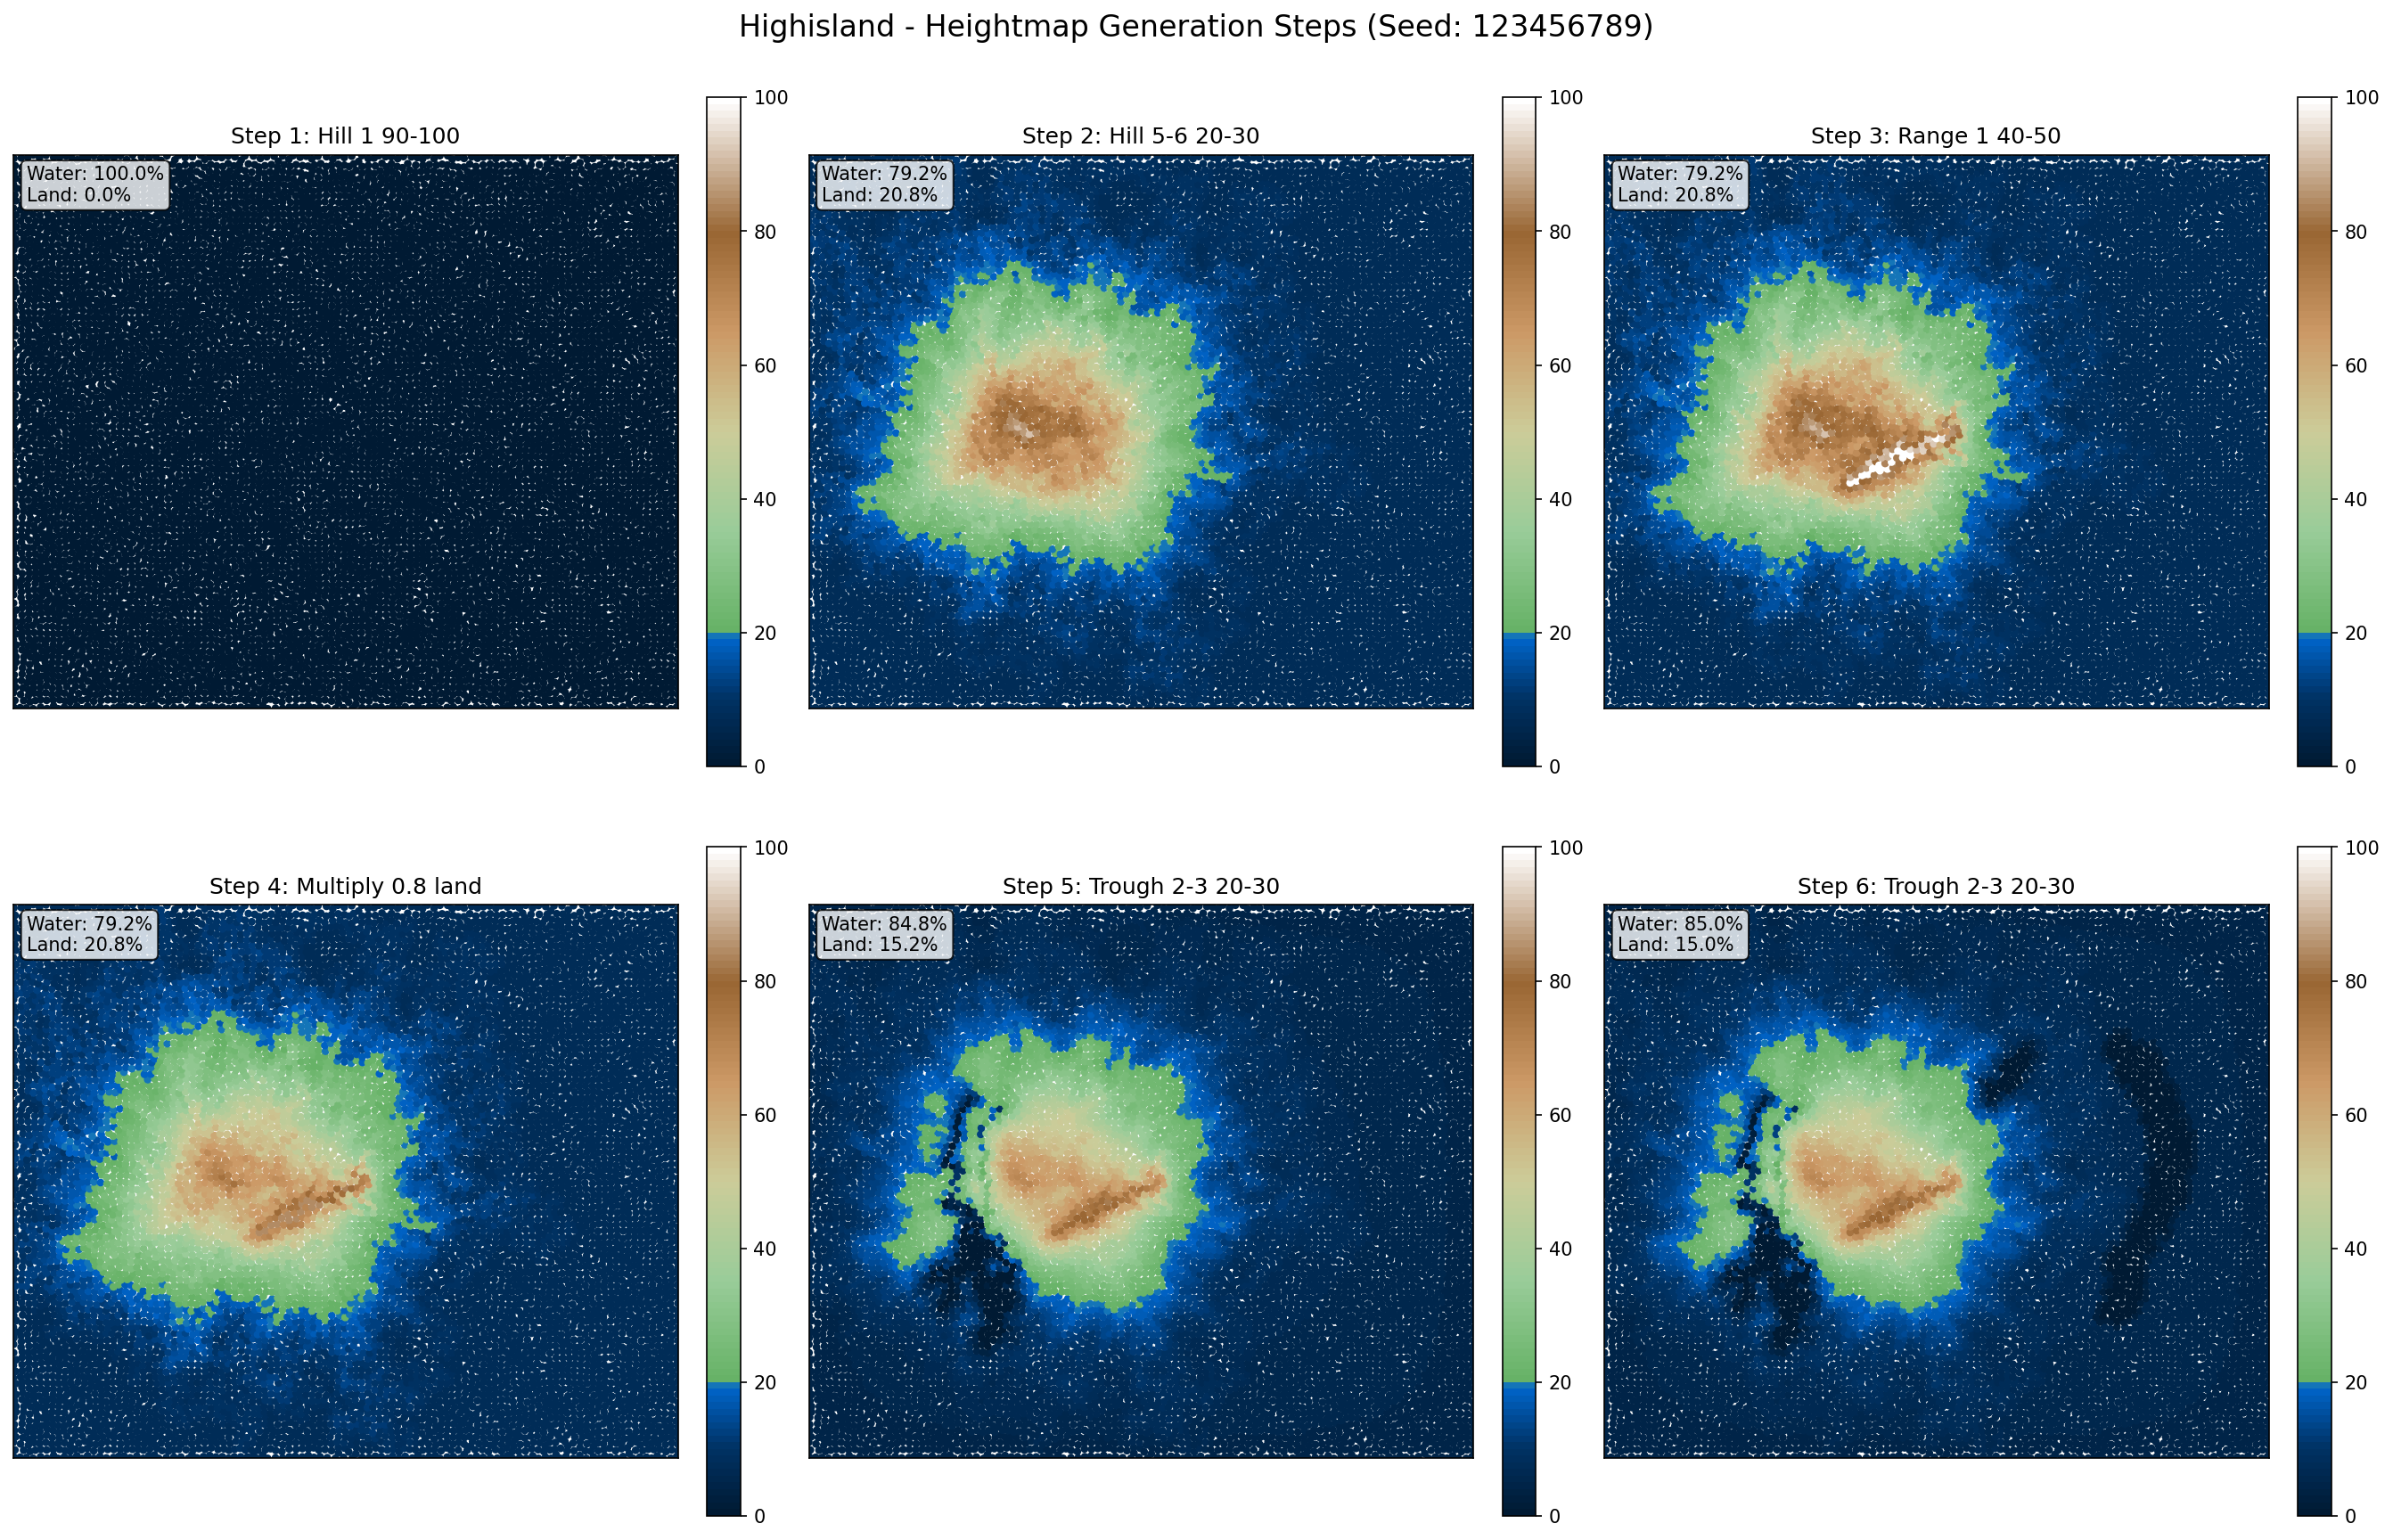 Highisland - Heightmap Generation Steps (Seed: 123456789)
Step 1: Hill 1 90-100
Water: 100.0%
Land: 0.0%
100
80
60
40
20
0
Step 2: Hill 5-6 20-30
Water: 79.2%
Land: 20.8%
100
80
60
40
20
0
Step 3: Range 1 40-50
Water: 79.2%
Land: 20.8%
100
80
60
40
20
0
Step 4: Multiply 0.8 land
Water: 79.2%
Land: 20.8%
100
80
60
40
20
0
Step 5: Trough 2-3 20-30
Water: 84.8%
Land: 15.2%
100
80
60
40
20
0
Step 6: Trough 2-3 20-30
Water: 85.0%
Land: 15.0%
100
80
60
40
20
0